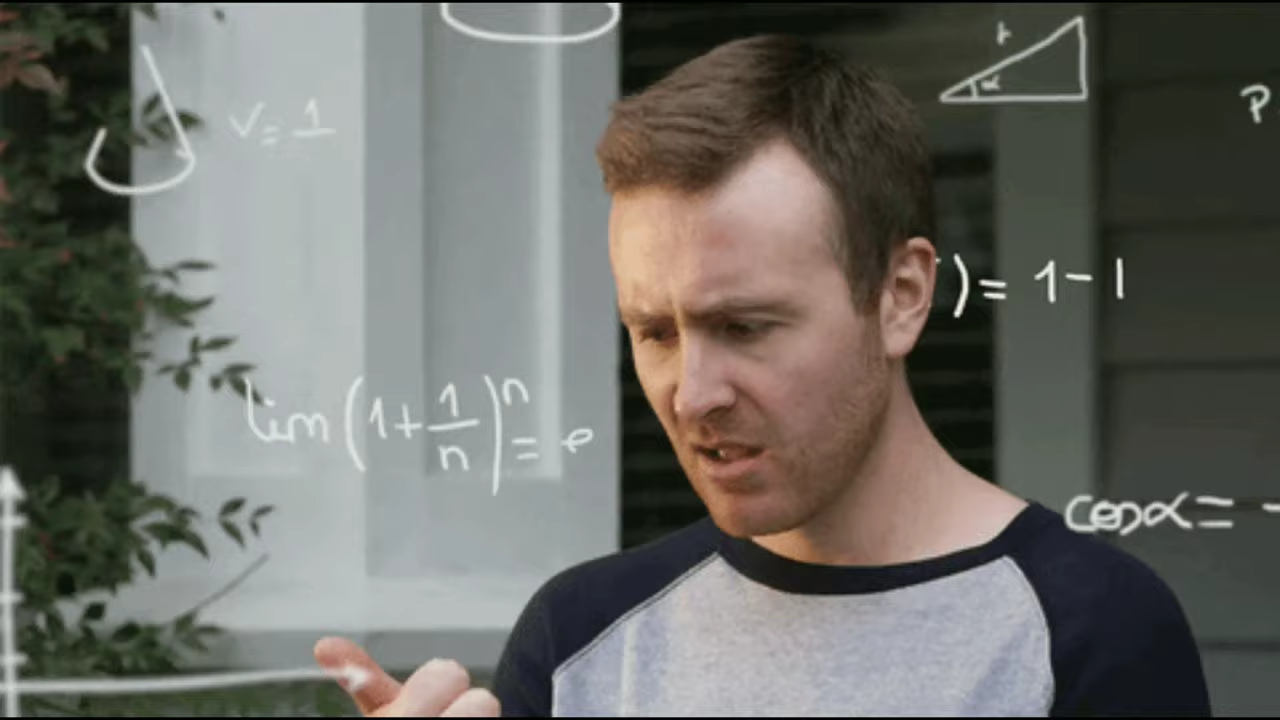 r
α
P
V = 1
) = 1 - 1
lim (1 + 1/n)^n = e
cos α = -